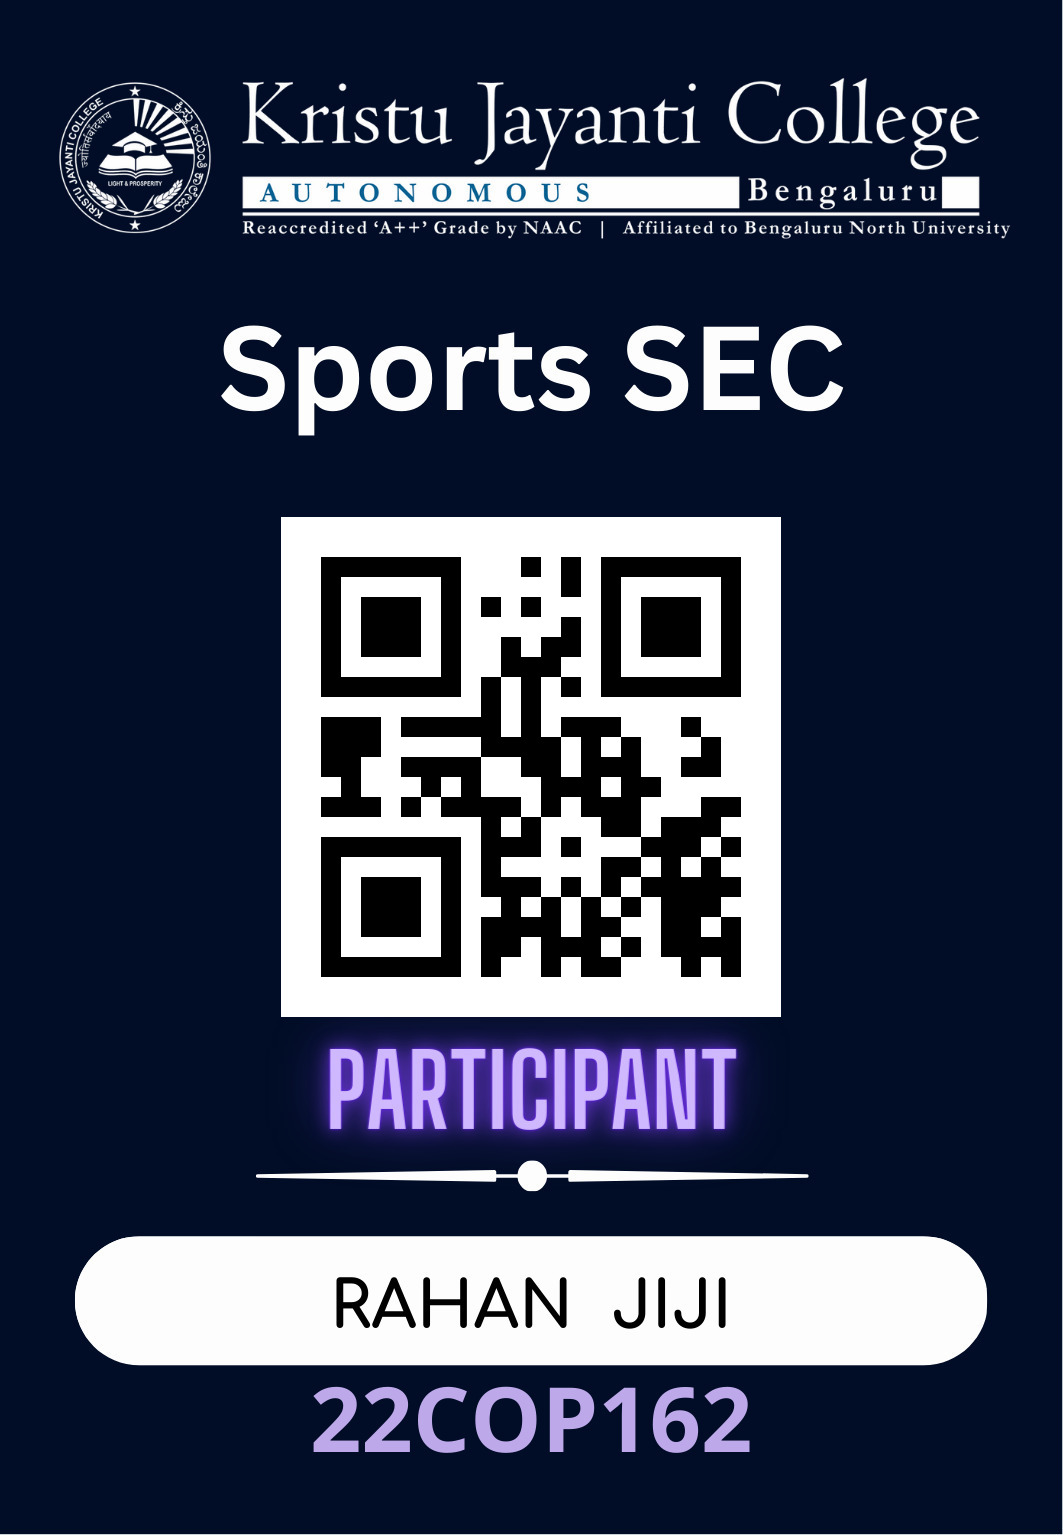 KRISTU JAYANTI COLLEGE
LIGHT & PROSPERITY
Kristu Jayanti College
AUTONOMOUS Bengaluru
Reaccredited ‘A++’ Grade by NAAC | Affiliated to Bengaluru North University
Sports SEC
PARTICIPANT
RAHAN JIJI
22COP162